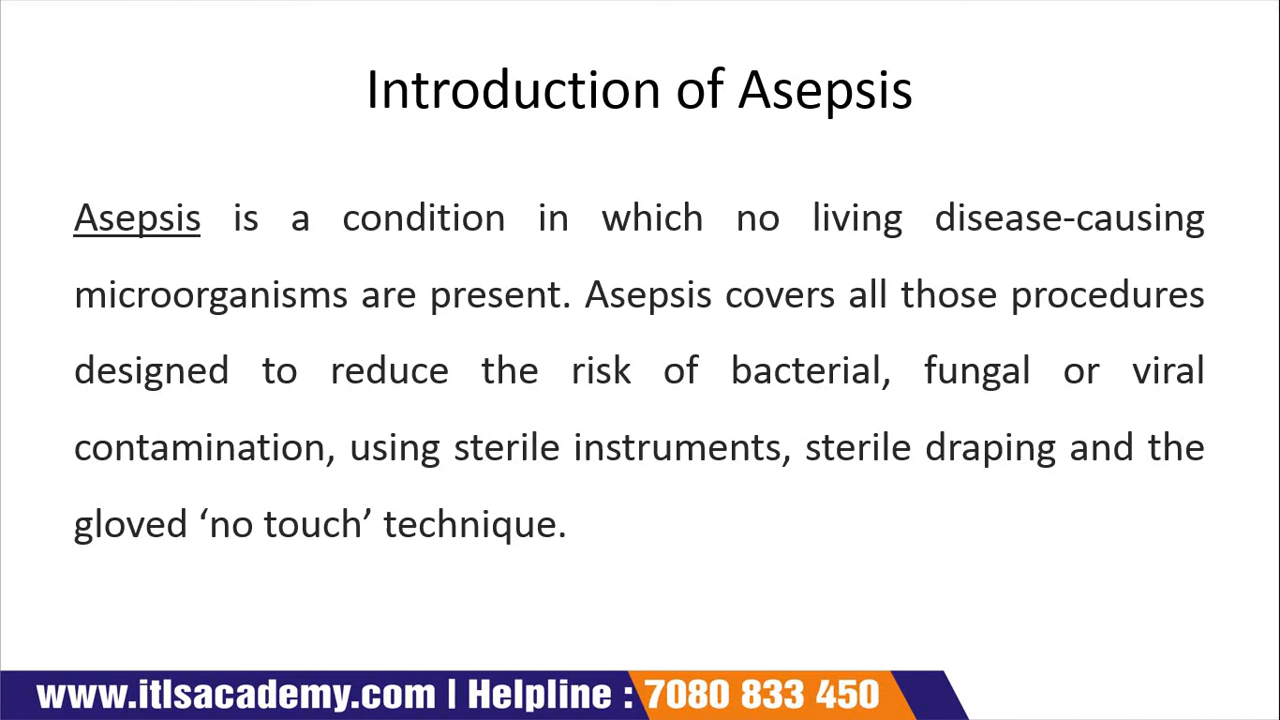 Introduction of Asepsis
Asepsis is a condition in which no living disease-causing
microorganisms are present. Asepsis covers all those procedures
designed to reduce the risk of bacterial, fungal or viral
contamination, using sterile instruments, sterile draping and the
gloved ‘no touch’ technique.
www.itlsacademy.com | Helpline : 7080 833 450